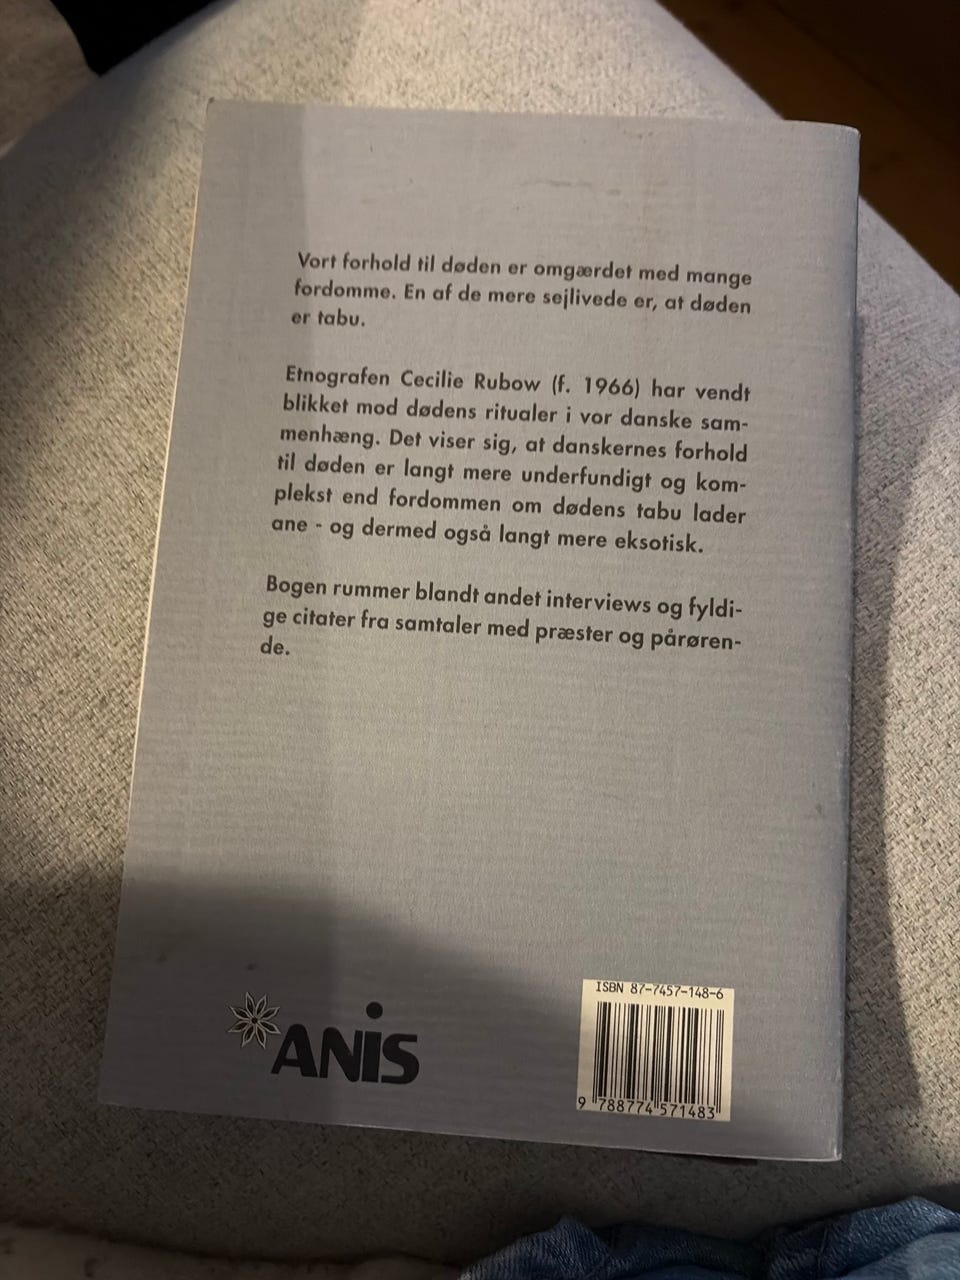 Vort forhold til døden er omgærdet med mange
fordomme. En af de mere sejlivede er, at døden
er tabu.
Etnografen Cecilie Rubow (f. 1966) har vendt
blikket mod dødens ritualer i vor danske sam-
menhæng. Det viser sig, at danskernes forhold
til døden er langt mere underfundigt og kom-
plekst end fordommen om dødens tabu lader
ane - og dermed også langt mere eksotisk.
Bogen rummer blandt andet interviews og fyldi-
ge citater fra samtaler med præster og pårøren-
de.
ANIS
ISBN 87-7457-148-6
9 788774 571483